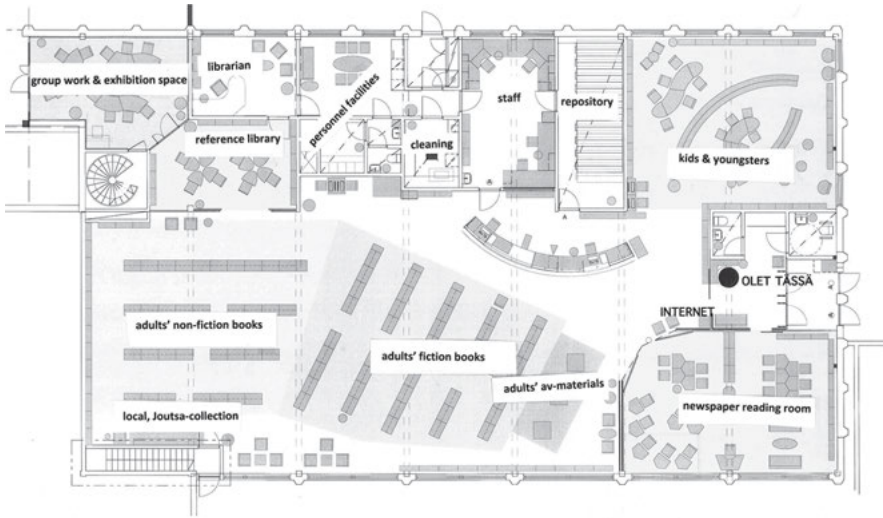 group work & exhibition space
librarian
personnel facilities
reference library
cleaning
staff
repository
kids & youngsters
OLET TÄSSÄ
INTERNET
adults' non-fiction books
adults' fiction books
adults' av-materials
local, Joutsa-collection
newspaper reading room